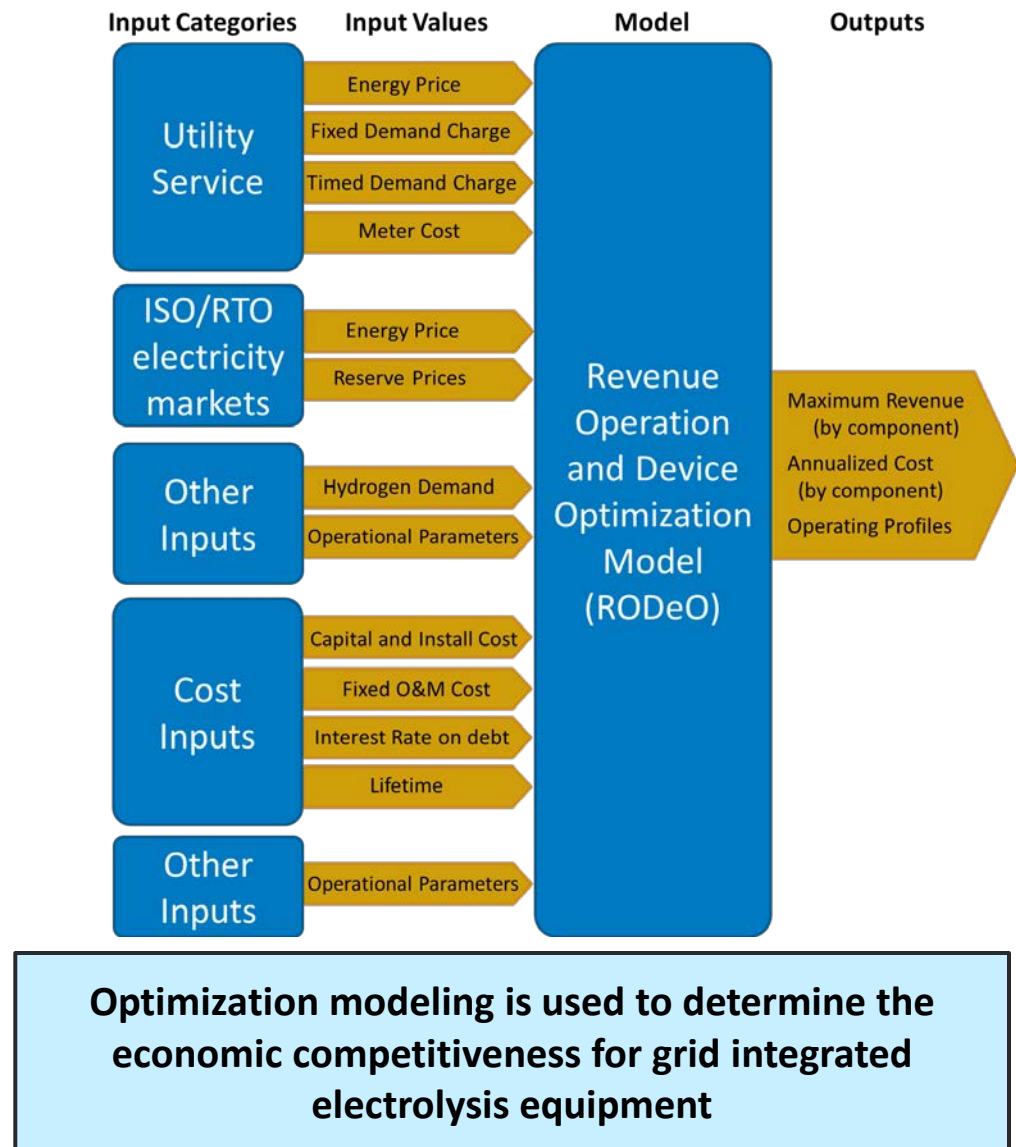 Input Categories
Input Values
Model
Outputs
Utility
Service
Energy Price
Fixed Demand Charge
Timed Demand Charge
Meter Cost
ISO/RTO
electricity
markets
Energy Price
Reserve Prices
Other
Inputs
Hydrogen Demand
Operational Parameters
Cost
Inputs
Capital and Install Cost
Fixed O&M Cost
Interest Rate on debt
Lifetime
Other
Inputs
Operational Parameters
Revenue
Operation
and Device
Optimization
Model
(RODeO)
Maximum Revenue
(by component)
Annualized Cost
(by component)
Operating Profiles
Optimization modeling is used to determine the
economic competitiveness for grid integrated
electrolysis equipment